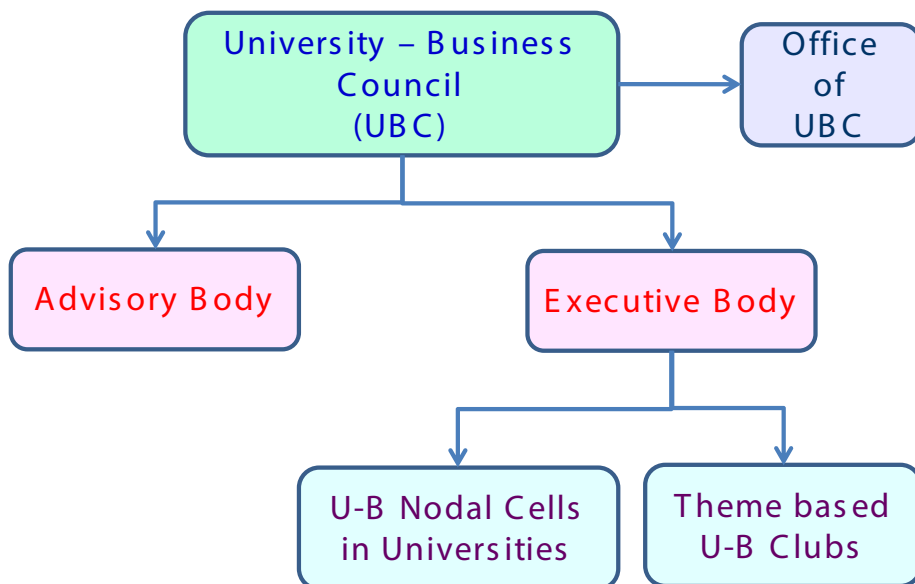 University – Business
Council
(UBC)
Office
of
UBC
Advisory Body
Executive Body
U-B Nodal Cells
in Universities
Theme based
U-B Clubs